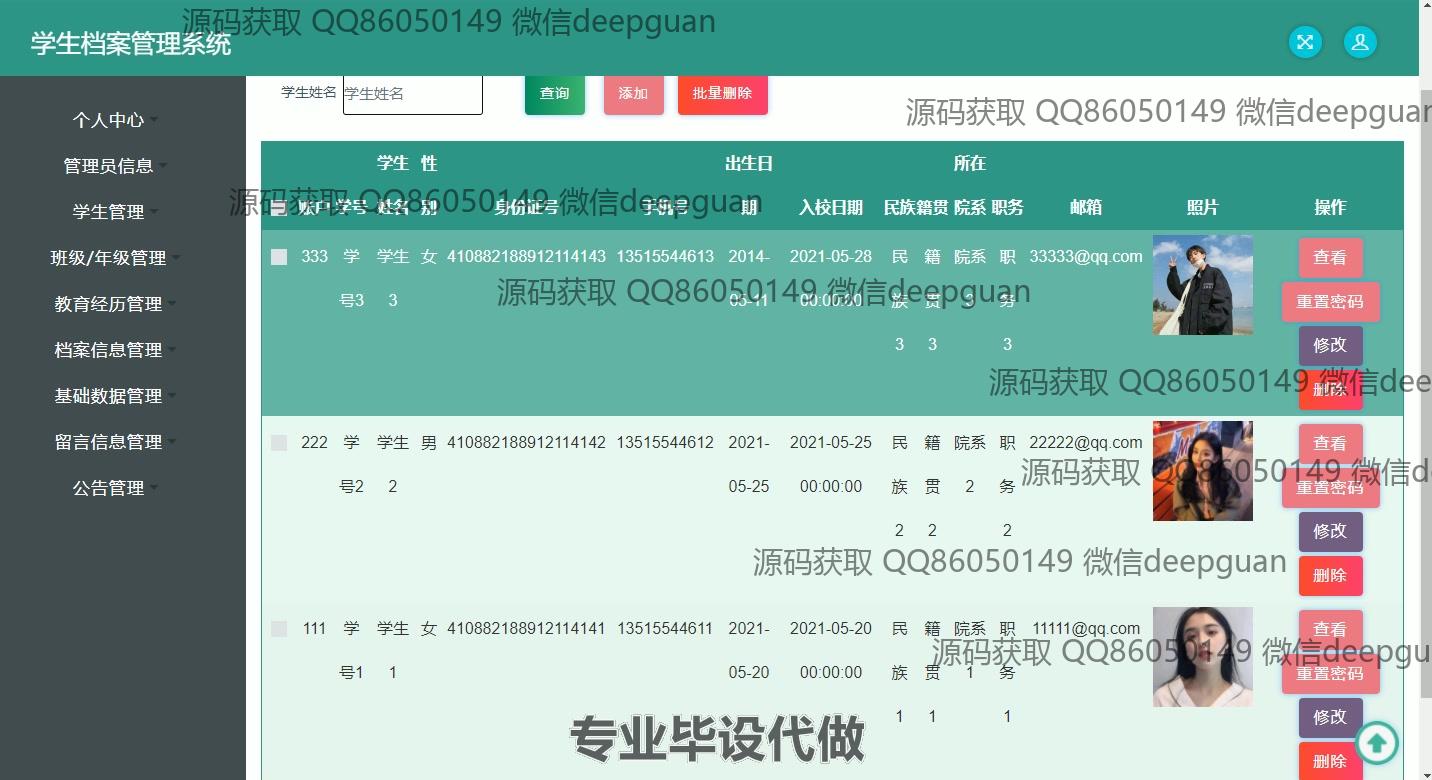 源码获取 QQ86050149 微信deepguan
学生档案管理系统
学生姓名 学生姓名 查询 添加 批量删除
源码获取 QQ86050149 微信deepguan
个人中心
管理员信息
学生管理
班级/年级管理
教育经历管理
档案信息管理
基础数据管理
留言信息管理
公告管理
学生 性 出生日 所在
账户 学号 姓名 别 身份证号 手机号 期 入校日期 民族 籍贯 院系 职务 邮箱 照片 操作
源码获取 QQ86050149 微信deepguan
333 学 学生 女 410882188912114143 13515544613 2014- 2021-05-28 民 籍 院系 职 33333@qq.com 查看
号3 3 05-11 00:00:00 族 贯 3 务 重置密码
源码获取 QQ86050149 微信deepguan
3 3 3 修改
源码获取 QQ86050149 微信dee
删除
222 学 学生 男 410882188912114142 13515544612 2021- 2021-05-25 民 籍 院系 职 22222@qq.com 查看
源码获取 QQ86050149 微信d
号2 2 05-25 00:00:00 族 贯 2 务 重置密码
2 2 2 修改
源码获取 QQ86050149 微信deepguan
删除
111 学 学生 女 410882188912114141 13515544611 2021- 2021-05-20 民 籍 院系 职 11111@qq.com 查看
源码获取 QQ86050149 微信deepgu
号1 1 05-20 00:00:00 族 贯 1 务 重置密码
1 1 1 修改
专业毕设代做
删除